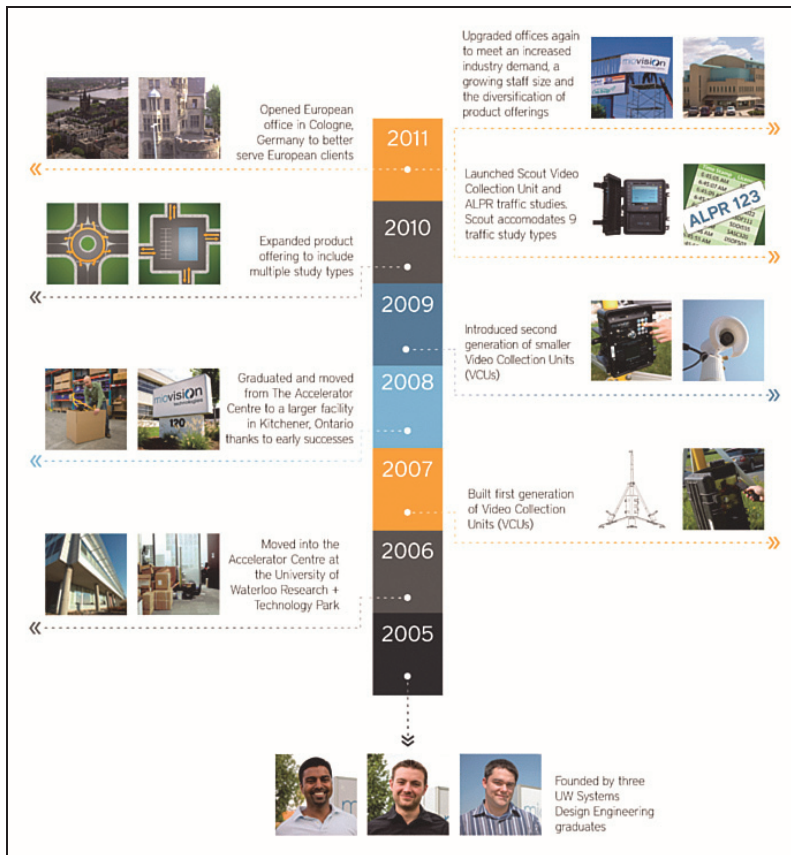 Upgraded offices again
to meet an increased
industry demand, a
growing staff size and
the diversification of
product offerings
Opened European
office in Cologne,
Germany to better
serve European clients
2011
Launched Scout Video
Collection Unit and
ALPR traffic studies.
Scout accomodates 9
traffic study types
ALPR 123
2010
Expanded product
offering to include
multiple study types
2009
Introduced second
generation of smaller
Video Collection Units
(VCUs)
2008
Graduated and moved
from The Accelerator
Centre to a larger facility
in Kitchener, Ontario
thanks to early successes
miovision
technologies
120
2007
Built first generation
of Video Collection
Units (VCUs)
2006
Moved into the
Accelerator Centre at
the University of
Waterloo Research +
Technology Park
2005
Founded by three
UW Systems
Design Engineering
graduates